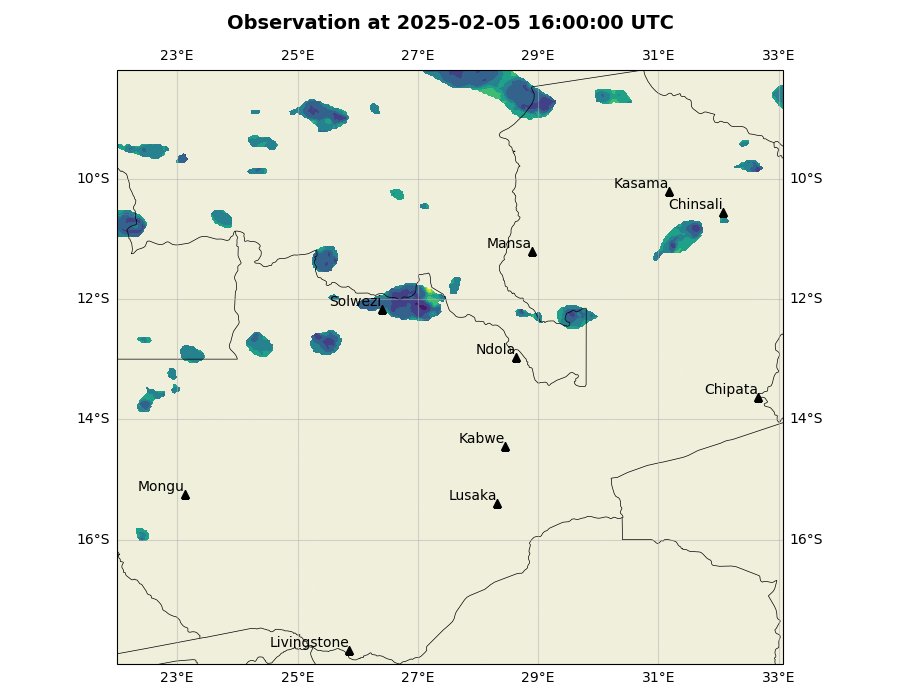 Observation at 2025-02-05 16:00:00 UTC
23°E 25°E 27°E 29°E 31°E 33°E
10°S 10°S
Kasama
Chinsali
Mansa
12°S 12°S
Solwezi
Ndola
Chipata
14°S 14°S
Kabwe
Mongu
Lusaka
16°S 16°S
Livingstone
23°E 25°E 27°E 29°E 31°E 33°E